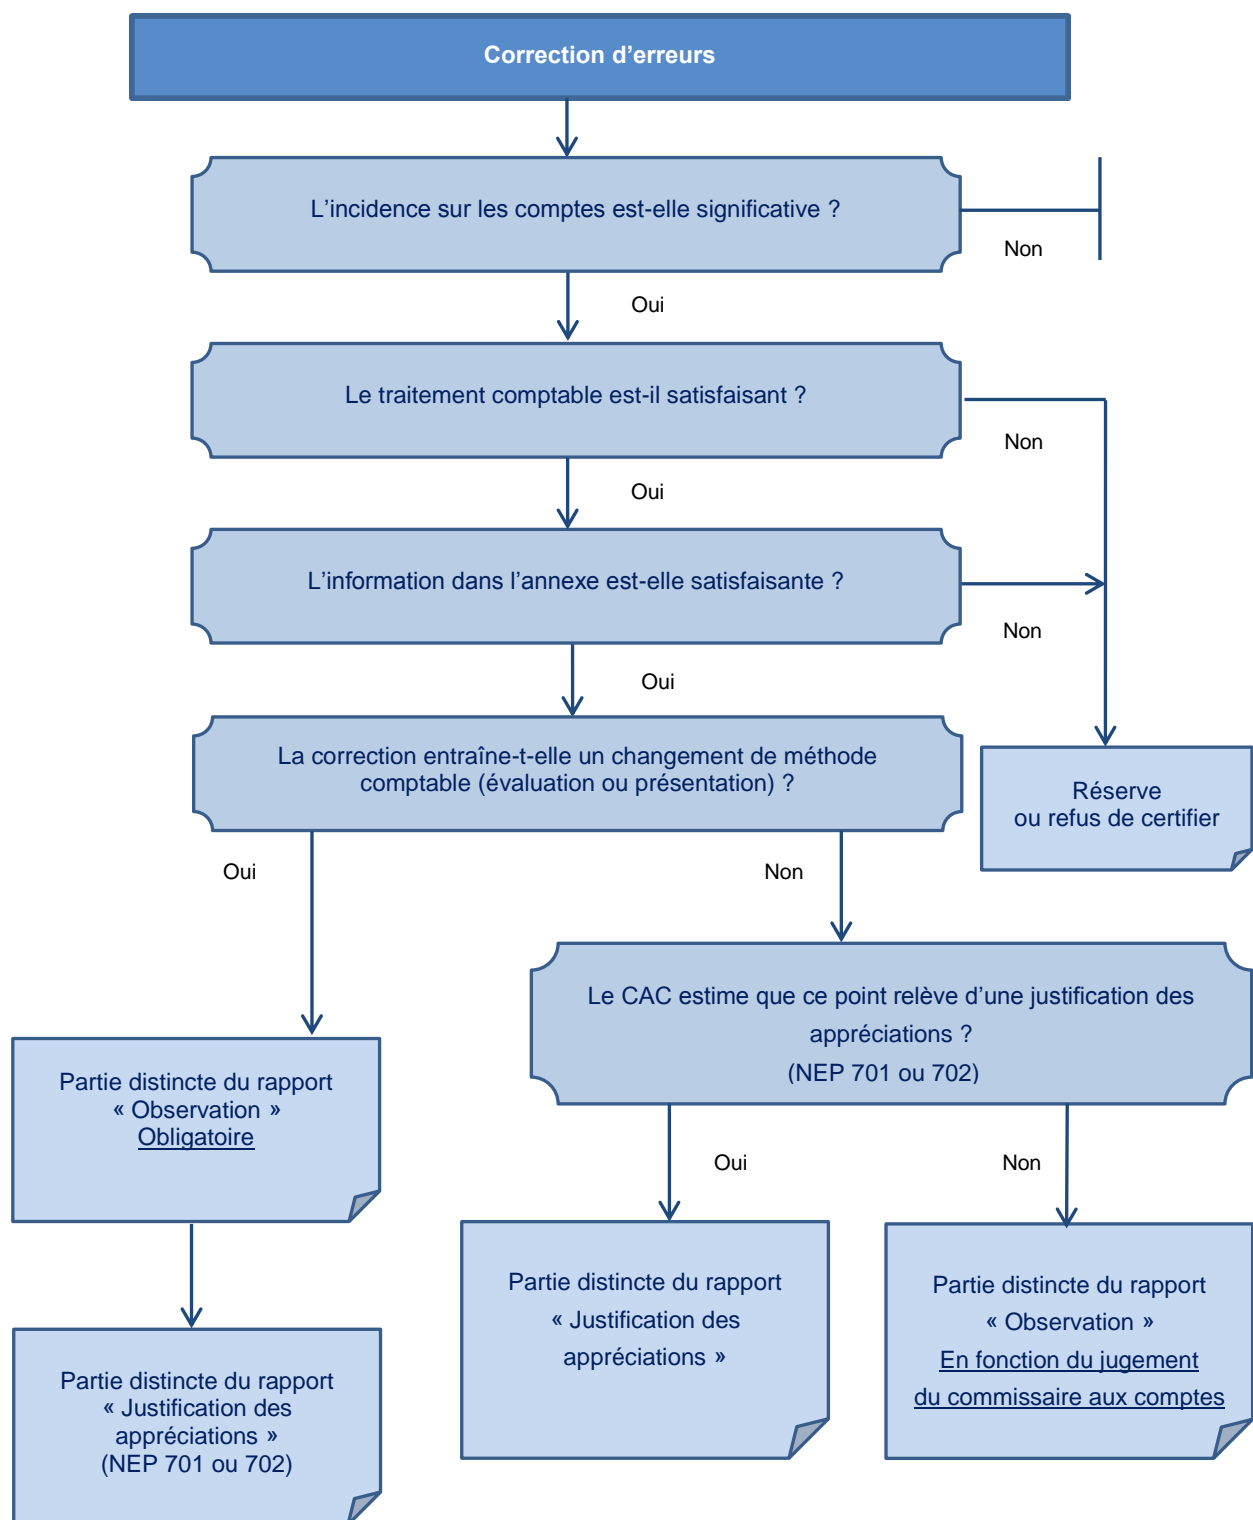 Correction d’erreurs
L’incidence sur les comptes est-elle significative ?
Non
Oui
Le traitement comptable est-il satisfaisant ?
Non
Oui
L’information dans l’annexe est-elle satisfaisante ?
Non
Oui
La correction entraîne-t-elle un changement de méthode
comptable (évaluation ou présentation) ?
Réserve
ou refus de certifier
Oui
Non
Le CAC estime que ce point relève d’une justification des
appréciations ?
(NEP 701 ou 702)
Partie distincte du rapport
« Observation »
Obligatoire
Oui
Non
Partie distincte du rapport
« Justification des
appréciations »
Partie distincte du rapport
« Observation »
En fonction du jugement
du commissaire aux comptes
Partie distincte du rapport
« Justification des
appréciations »
(NEP 701 ou 702)